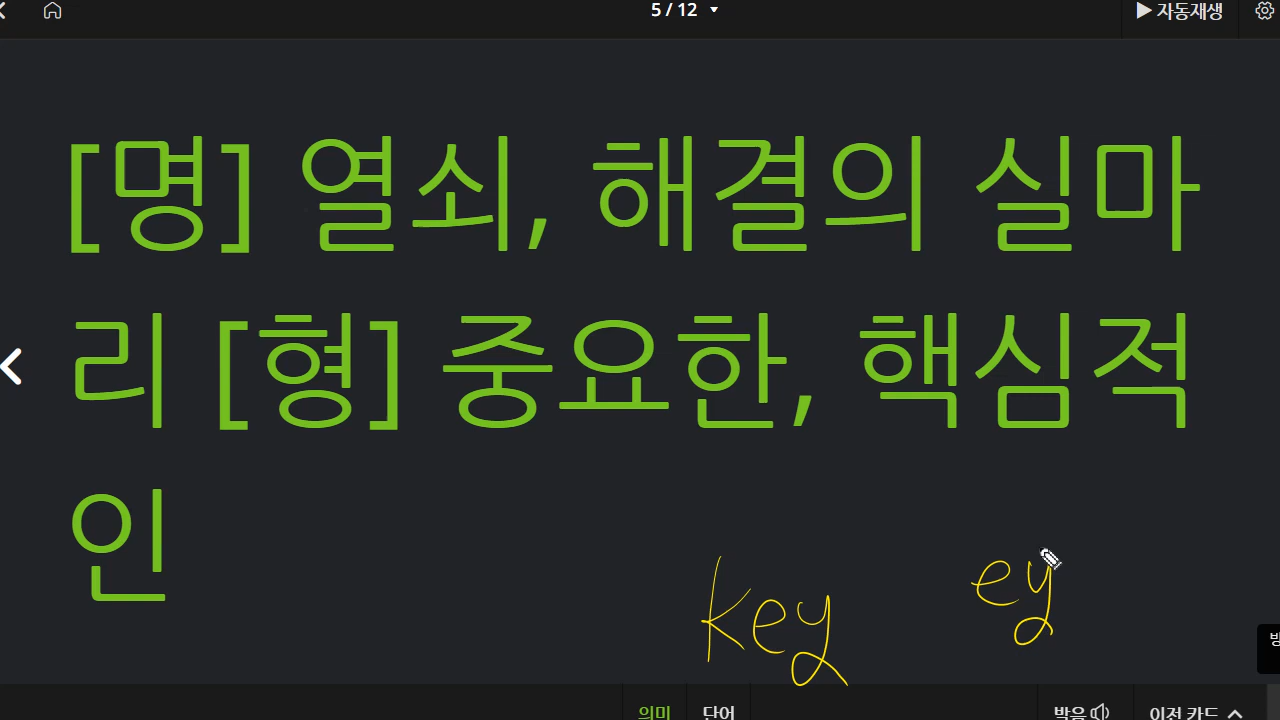 5 / 12
자동재생
[명] 열쇠, 해결의 실마
리 [형] 중요한, 핵심적
인
key
ey
의미
단어
발음
이전 카드